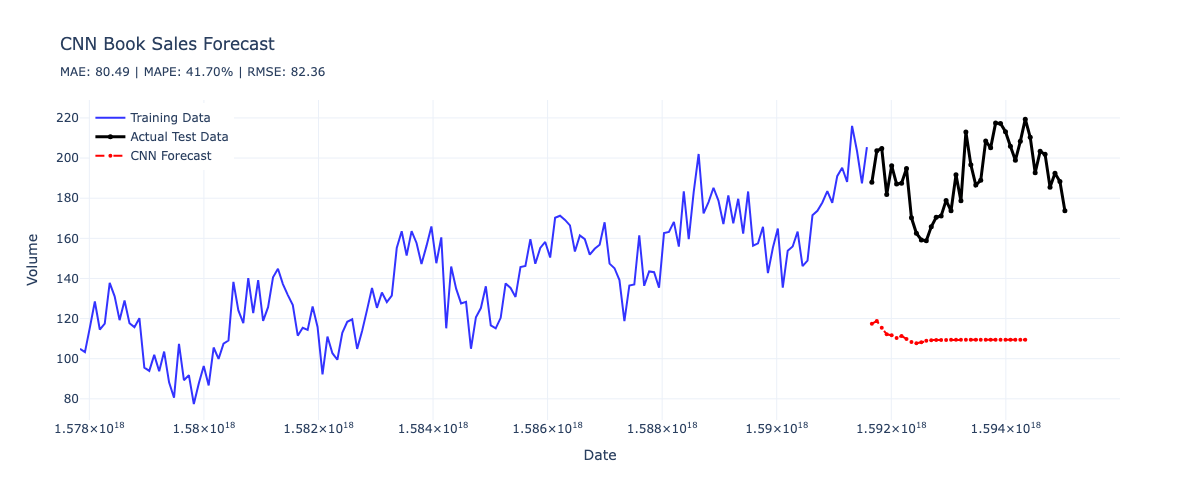 CNN Book Sales Forecast
MAE: 80.49 | MAPE: 41.70% | RMSE: 82.36
Training Data
Actual Test Data
CNN Forecast
220
200
180
160
140
120
100
80
Volume
1.578×10¹⁸ 1.58×10¹⁸ 1.582×10¹⁸ 1.584×10¹⁸ 1.586×10¹⁸ 1.588×10¹⁸ 1.59×10¹⁸ 1.592×10¹⁸ 1.594×10¹⁸
Date